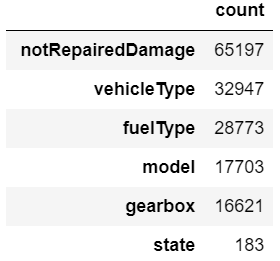 count
notRepairedDamage 65197
vehicleType 32947
fuelType 28773
model 17703
gearbox 16621
state 183